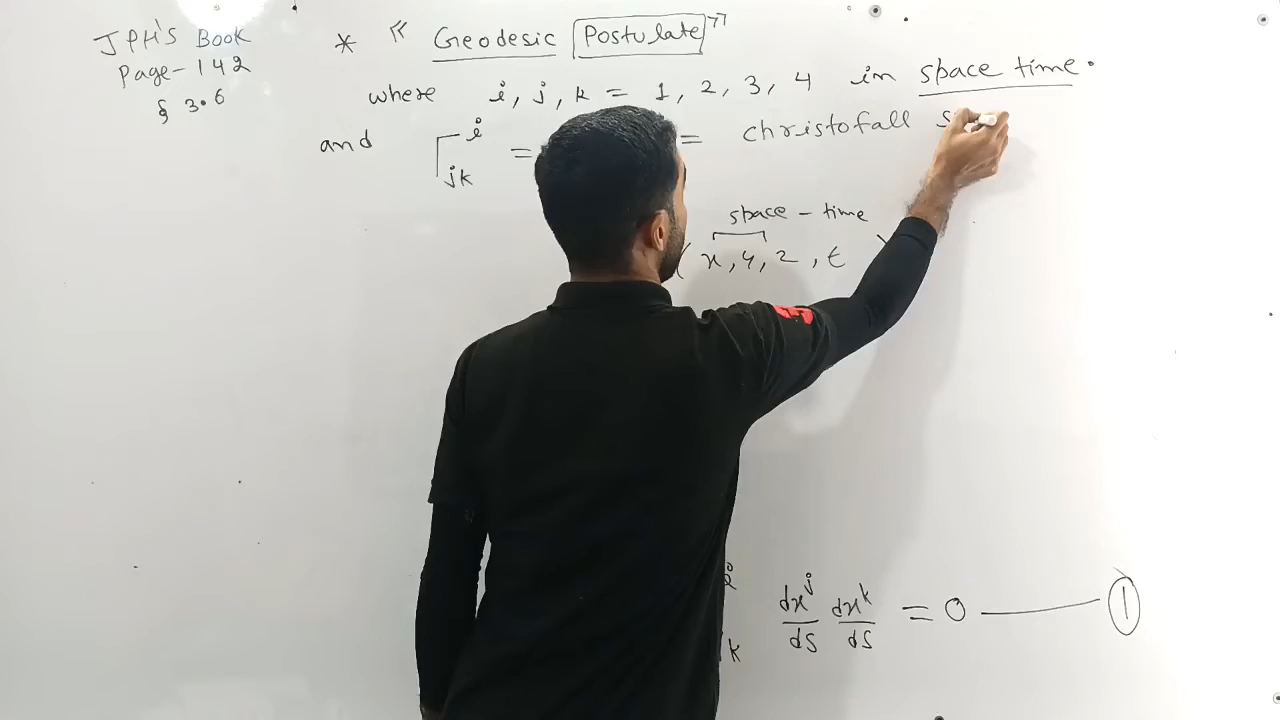 JPH's Book
Page-142
§ 3.6
* "Geodesic Postulate"
where i, j, k = 1, 2, 3, 4 in space time.
and Γ^i_jk = = christofall
space - time
( x, y, z, t )
i
k dx^j/ds dx^k/ds = 0 ——— ①